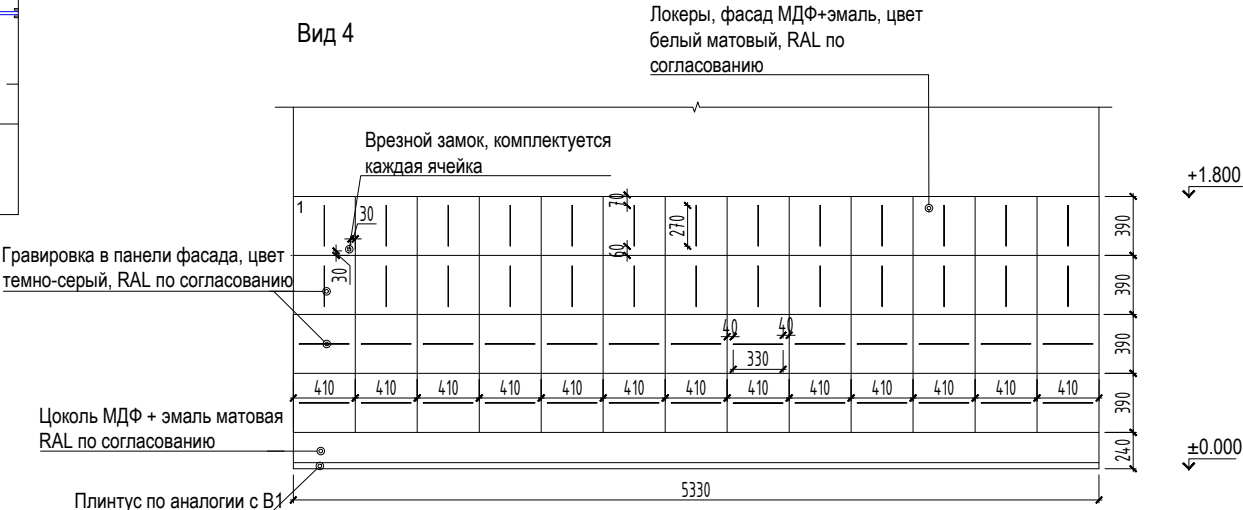 Вид 4
Локеры, фасад МДФ+эмаль, цвет
белый матовый, RAL по
согласованию
Врезной замок, комплектуется
каждая ячейка
+1.800
1
30
30
70
60
270
390
Гравировка в панели фасада, цвет
темно-серый, RAL по согласованию
390
40
40
330
390
410 410 410 410 410 410 410 410 410 410 410 410 410
390
Цоколь МДФ + эмаль матовая
RAL по согласованию
240
±0.000
Плинтус по аналогии с В1
5330